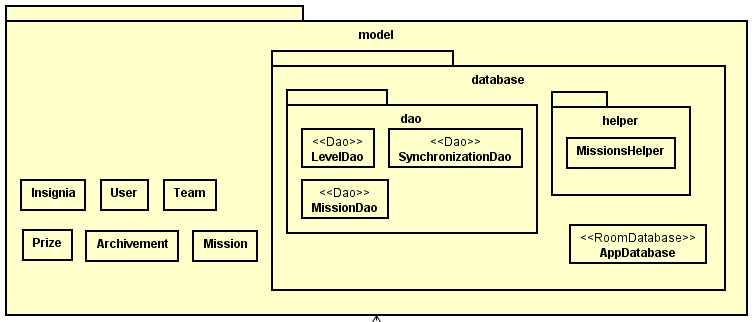 model
database
dao
helper
<<Dao>>
LevelDao
<<Dao>>
SynchronizationDao
MissionsHelper
<<Dao>>
MissionDao
Insignia
User
Team
Prize
Archivement
Mission
<<RoomDatabase>>
AppDatabase